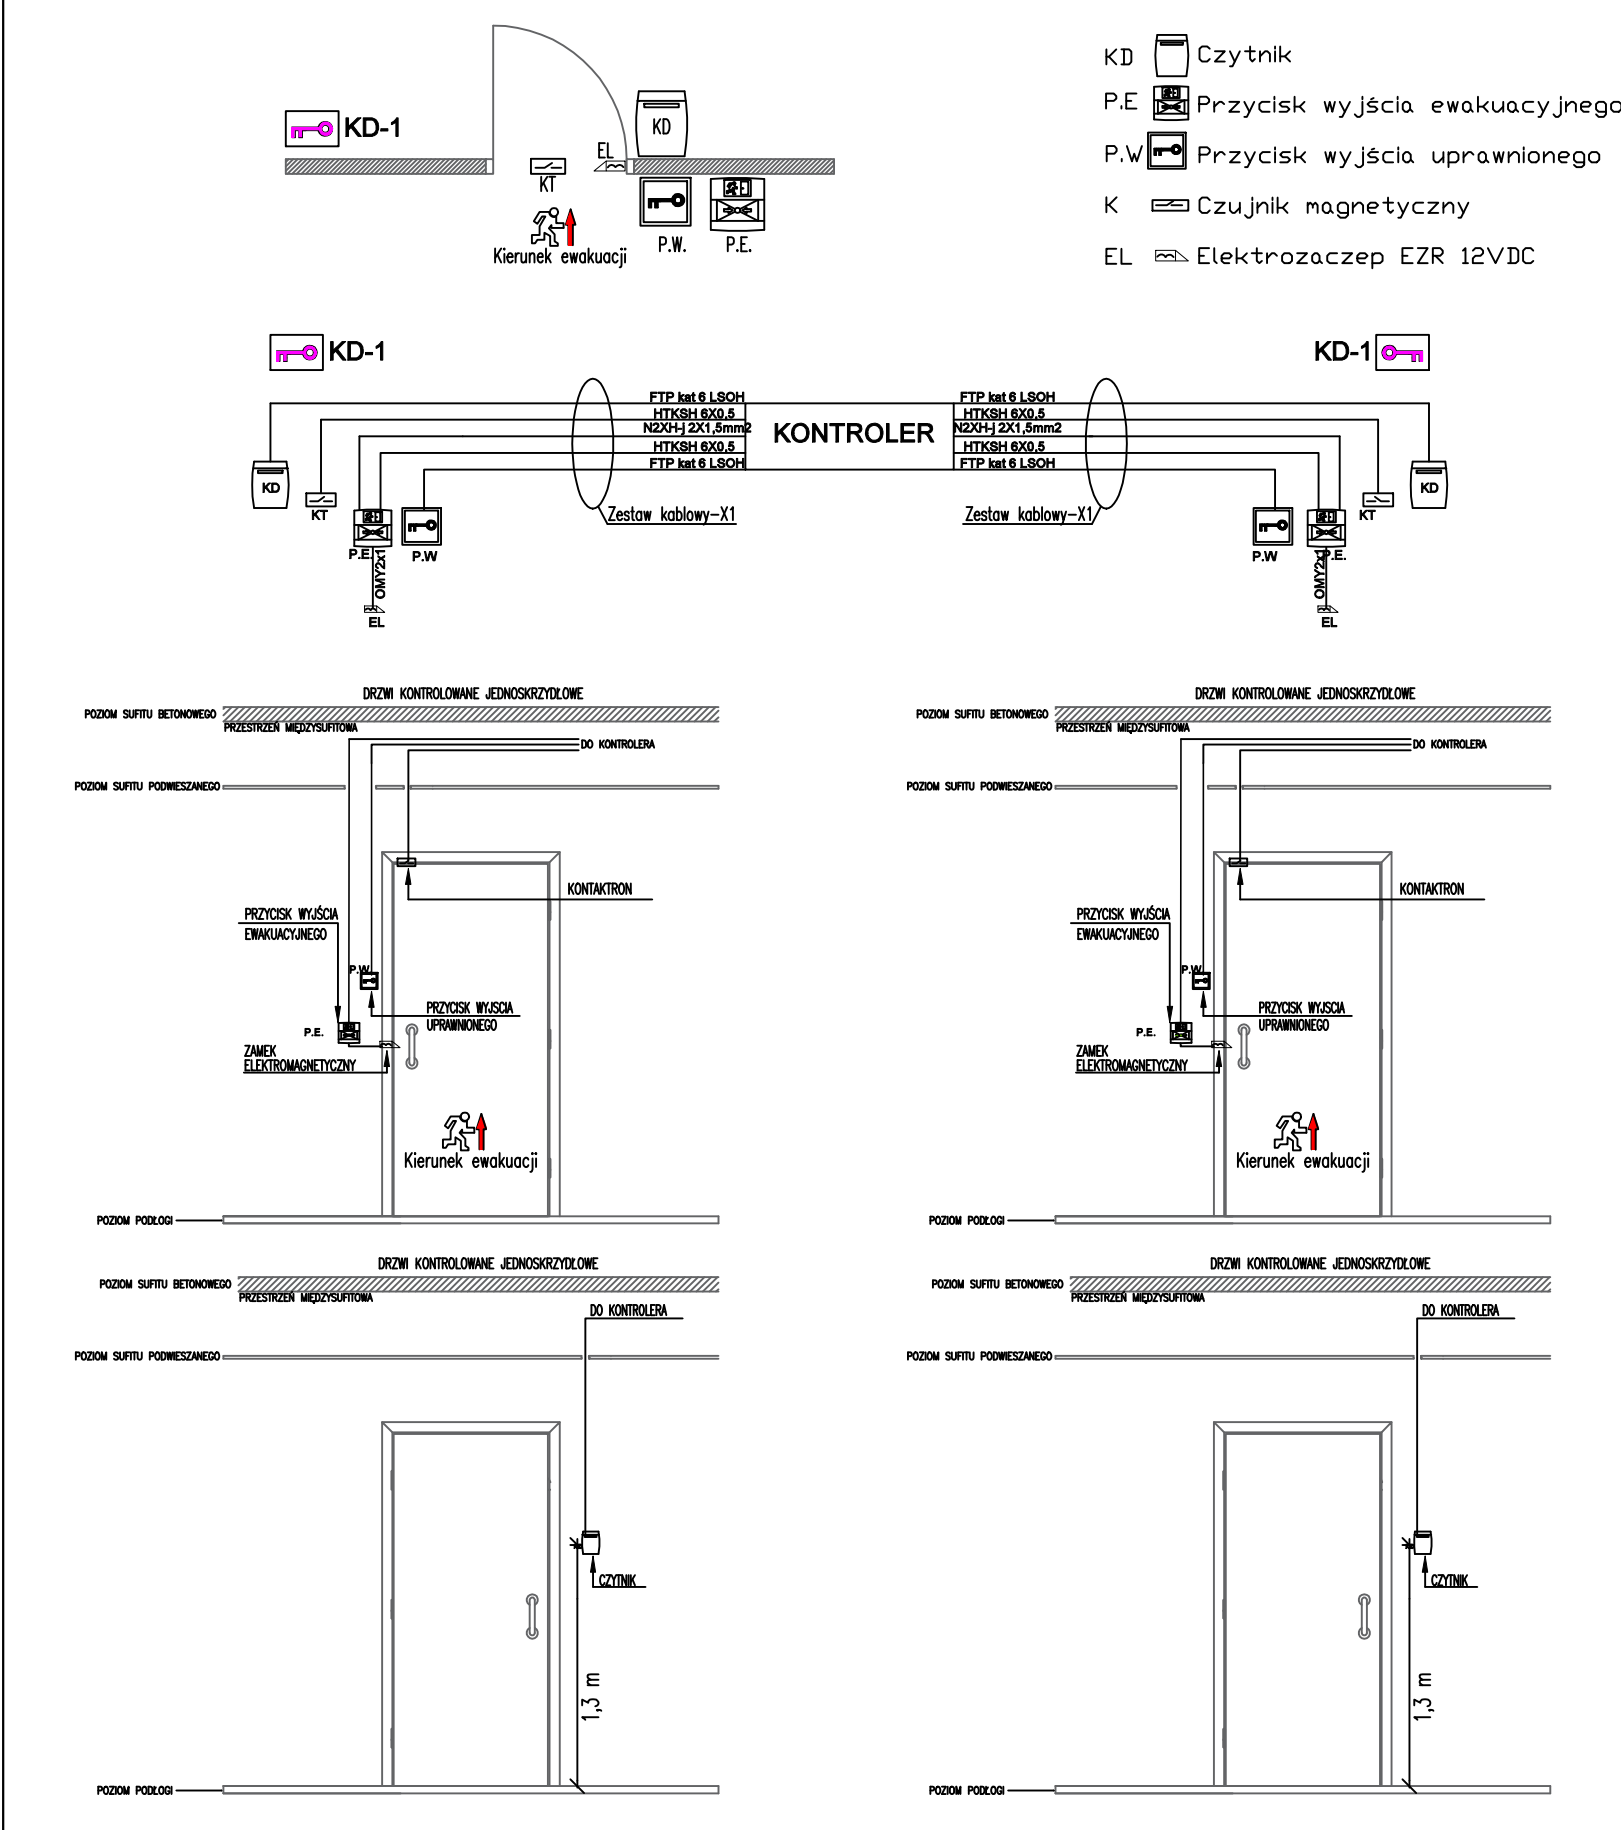 KD Czytnik
P.E Przycisk wyjścia ewakuacyjnego
P.W Przycisk wyjścia uprawnionego
K Czujnik magnetyczny
EL Elektrozaczep EZR 12VDC
KD-1
KD
EL
KT
P.W.
P.E.
Kierunek ewakuacji
KD-1
KD-1
FTP kat 6 LSOH
HTKSH 6X0,5
N2XH-j 2X1,5mm2
HTKSH 6X0,5
FTP kat 6 LSOH
KONTROLER
FTP kat 6 LSOH
HTKSH 6X0,5
N2XH-j 2X1,5mm2
HTKSH 6X0,5
FTP kat 6 LSOH
KD
KT
P.E.
P.W
OMY2x1
EL
Zestaw kablowy-X1
Zestaw kablowy-X1
P.W
P.E.
KT
KD
OMY2x1
EL
DRZWI KONTROLOWANE JEDNOSKRZYDŁOWE
POZIOM SUFITU BETONOWEGO
PRZESTRZEŃ MIĘDZYSUFITOWA
DO KONTROLERA
POZIOM SUFITU PODWIESZANEGO
KONTAKTRON
PRZYCISK WYJŚCIA
EWAKUACYJNEGO
P.W
PRZYCISK WYJSCIA
UPRAWNIONEGO
P.E.
ZAMEK
ELEKTROMAGNETYCZNY
Kierunek ewakuacji
POZIOM PODŁOGI
DRZWI KONTROLOWANE JEDNOSKRZYDŁOWE
POZIOM SUFITU BETONOWEGO
PRZESTRZEŃ MIĘDZYSUFITOWA
DO KONTROLERA
POZIOM SUFITU PODWIESZANEGO
KONTAKTRON
PRZYCISK WYJŚCIA
EWAKUACYJNEGO
P.W
PRZYCISK WYJSCIA
UPRAWNIONEGO
P.E.
ZAMEK
ELEKTROMAGNETYCZNY
Kierunek ewakuacji
POZIOM PODŁOGI
DRZWI KONTROLOWANE JEDNOSKRZYDŁOWE
POZIOM SUFITU BETONOWEGO
PRZESTRZEŃ MIĘDZYSUFITOWA
DO KONTROLERA
POZIOM SUFITU PODWIESZANEGO
CZYTNIK
1,3 m
POZIOM PODŁOGI
DRZWI KONTROLOWANE JEDNOSKRZYDŁOWE
POZIOM SUFITU BETONOWEGO
PRZESTRZEŃ MIĘDZYSUFITOWA
DO KONTROLERA
POZIOM SUFITU PODWIESZANEGO
CZYTNIK
1,3 m
POZIOM PODŁOGI